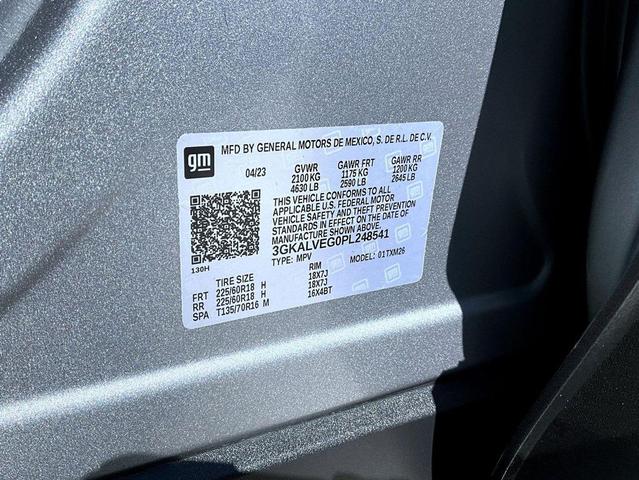 gm
MFD BY GENERAL MOTORS DE MEXICO, S. DE R.L. DE C.V.
04/23 GVWR GAWR FRT GAWR RR
2100 KG 1175 KG 1200 KG
4630 LB 2590 LB 2645 LB
THIS VEHICLE CONFORMS TO ALL
APPLICABLE U.S. FEDERAL MOTOR
VEHICLE SAFETY AND THEFT PREVENTION
STANDARDS IN EFFECT ON THE DATE OF
MANUFACTURE SHOWN ABOVE.
3GKALVEG0PL248541
TYPE: MPV MODEL: 01TXM26
130H
TIRE SIZE RIM
FRT 225/60R18 H 18X7J
RR 225/60R18 H 18X7J
SPA T135/70R16 M 16X4BT